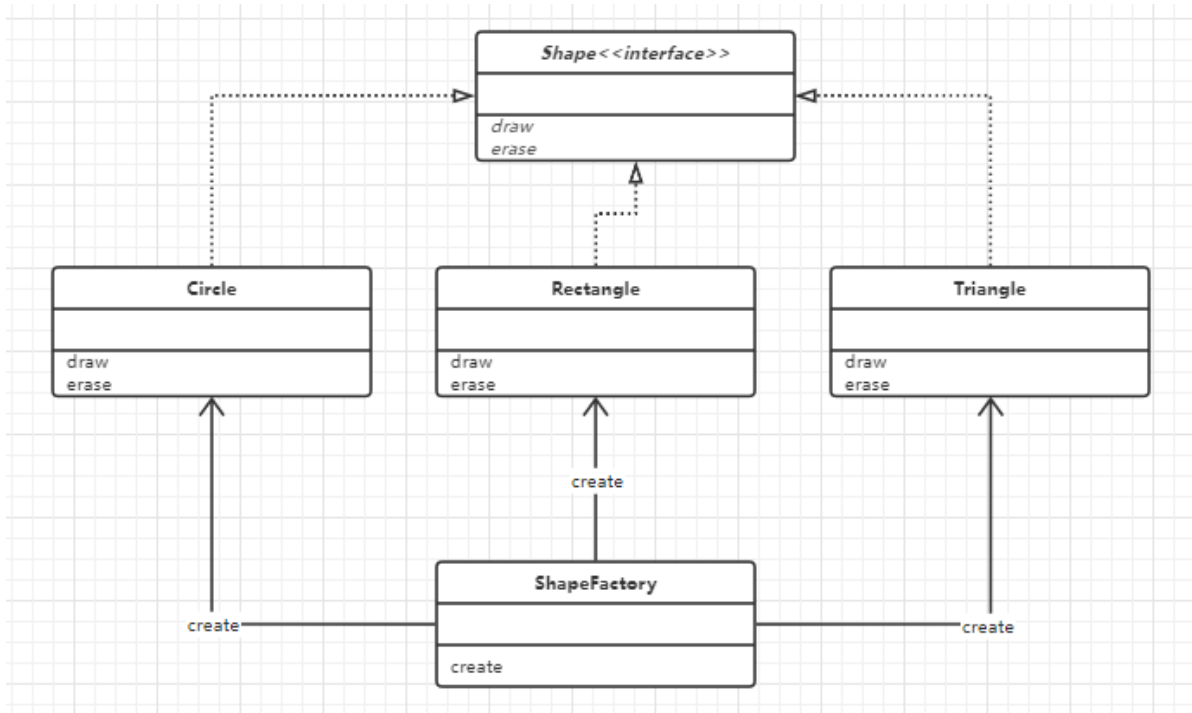 Shape<<interface>>
draw
erase
Circle
draw
erase
Rectangle
draw
erase
Triangle
draw
erase
create
ShapeFactory
create
create
create